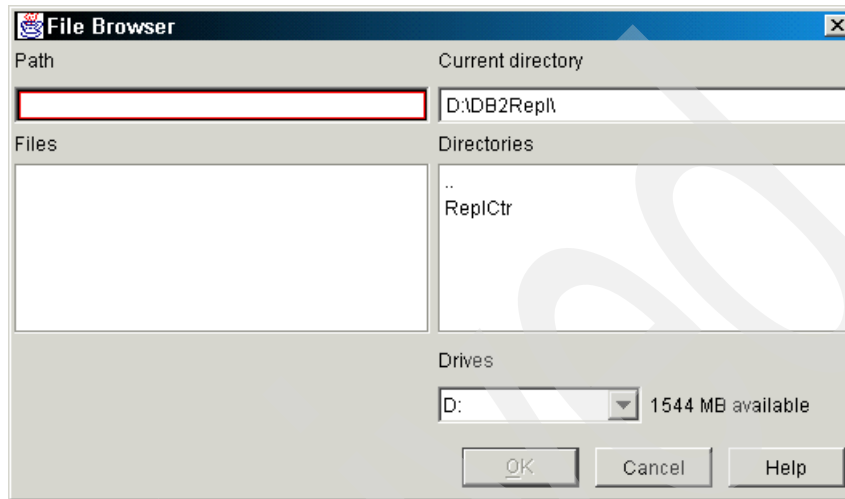 File Browser
Path
Current directory
D:\DB2Repl\
Files
Directories
..
ReplCtr
Drives
D:
1544 MB available
OK
Cancel
Help